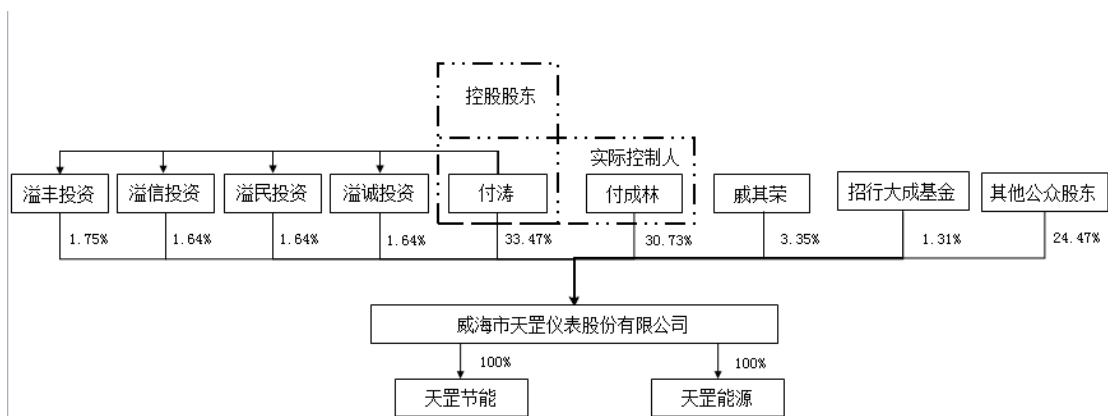 控股股东
实际控制人
溢丰投资
溢信投资
溢民投资
溢诚投资
付涛
付成林
戚其荣
招行大成基金
其他公众股东
1.75%
1.64%
1.64%
1.64%
33.47%
30.73%
3.35%
1.31%
24.47%
威海市天罡仪表股份有限公司
100%
100%
天罡节能
天罡能源